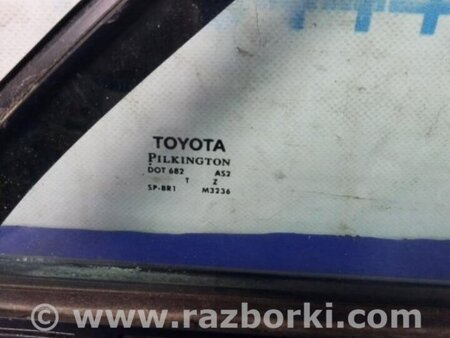 TOYOTA
PILKINGTON
DOT 682 AS2
T Z
SP-BR1 M3236
© www.razborki.com